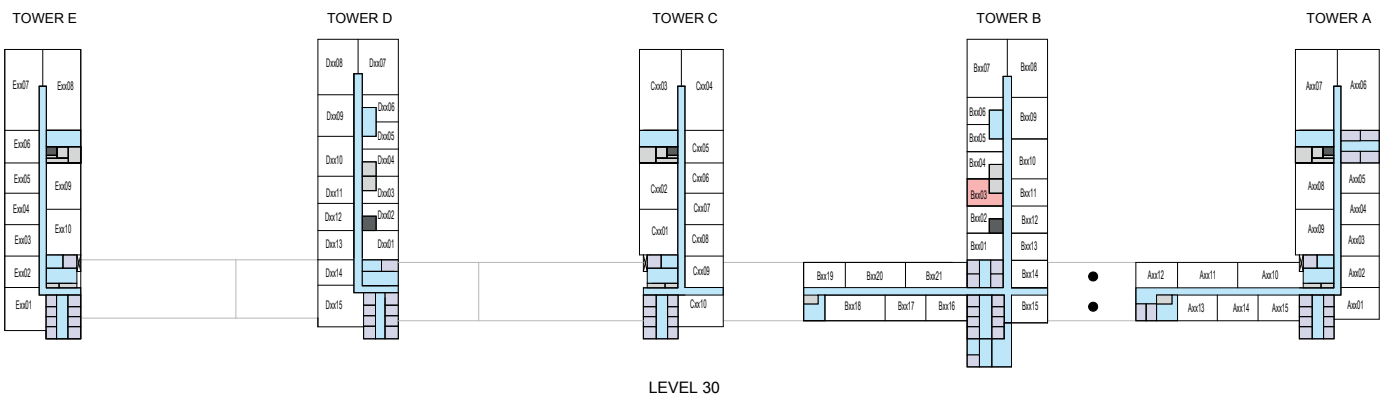 TOWER E
TOWER D
TOWER C
TOWER B
TOWER A
Exx07
Exx08
Exx06
Exx05
Exx09
Exx04
Exx10
Exx03
Exx02
Exx01
Dxx08
Dxx07
Dxx09
Dxx06
Dxx05
Dxx10
Dxx04
Dxx11
Dxx03
Dxx12
Dxx02
Dxx13
Dxx01
Dxx14
Dxx15
Cxx03
Cxx04
Cxx05
Cxx02
Cxx06
Cxx07
Cxx01
Cxx08
Cxx09
Cxx10
Bxx07
Bxx08
Bxx06
Bxx09
Bxx05
Bxx04
Bxx10
Bxx03
Bxx11
Bxx02
Bxx12
Bxx01
Bxx13
Bxx19
Bxx20
Bxx21
Bxx14
Bxx18
Bxx17
Bxx16
Bxx15
Axx07
Axx06
Axx08
Axx05
Axx04
Axx09
Axx03
Axx12
Axx11
Axx10
Axx02
Axx13
Axx14
Axx15
Axx01
LEVEL 30